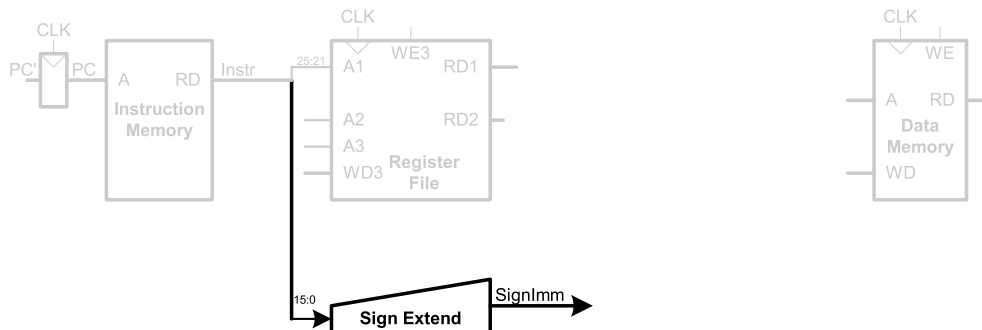 CLK
CLK
CLK
PC'
PC
A
RD
Instr
Instruction
Memory
25:21
A1
WE3
RD1
A2
RD2
A3
WD3
Register
File
WE
A
RD
Data
Memory
WD
15:0
Sign Extend
SignImm